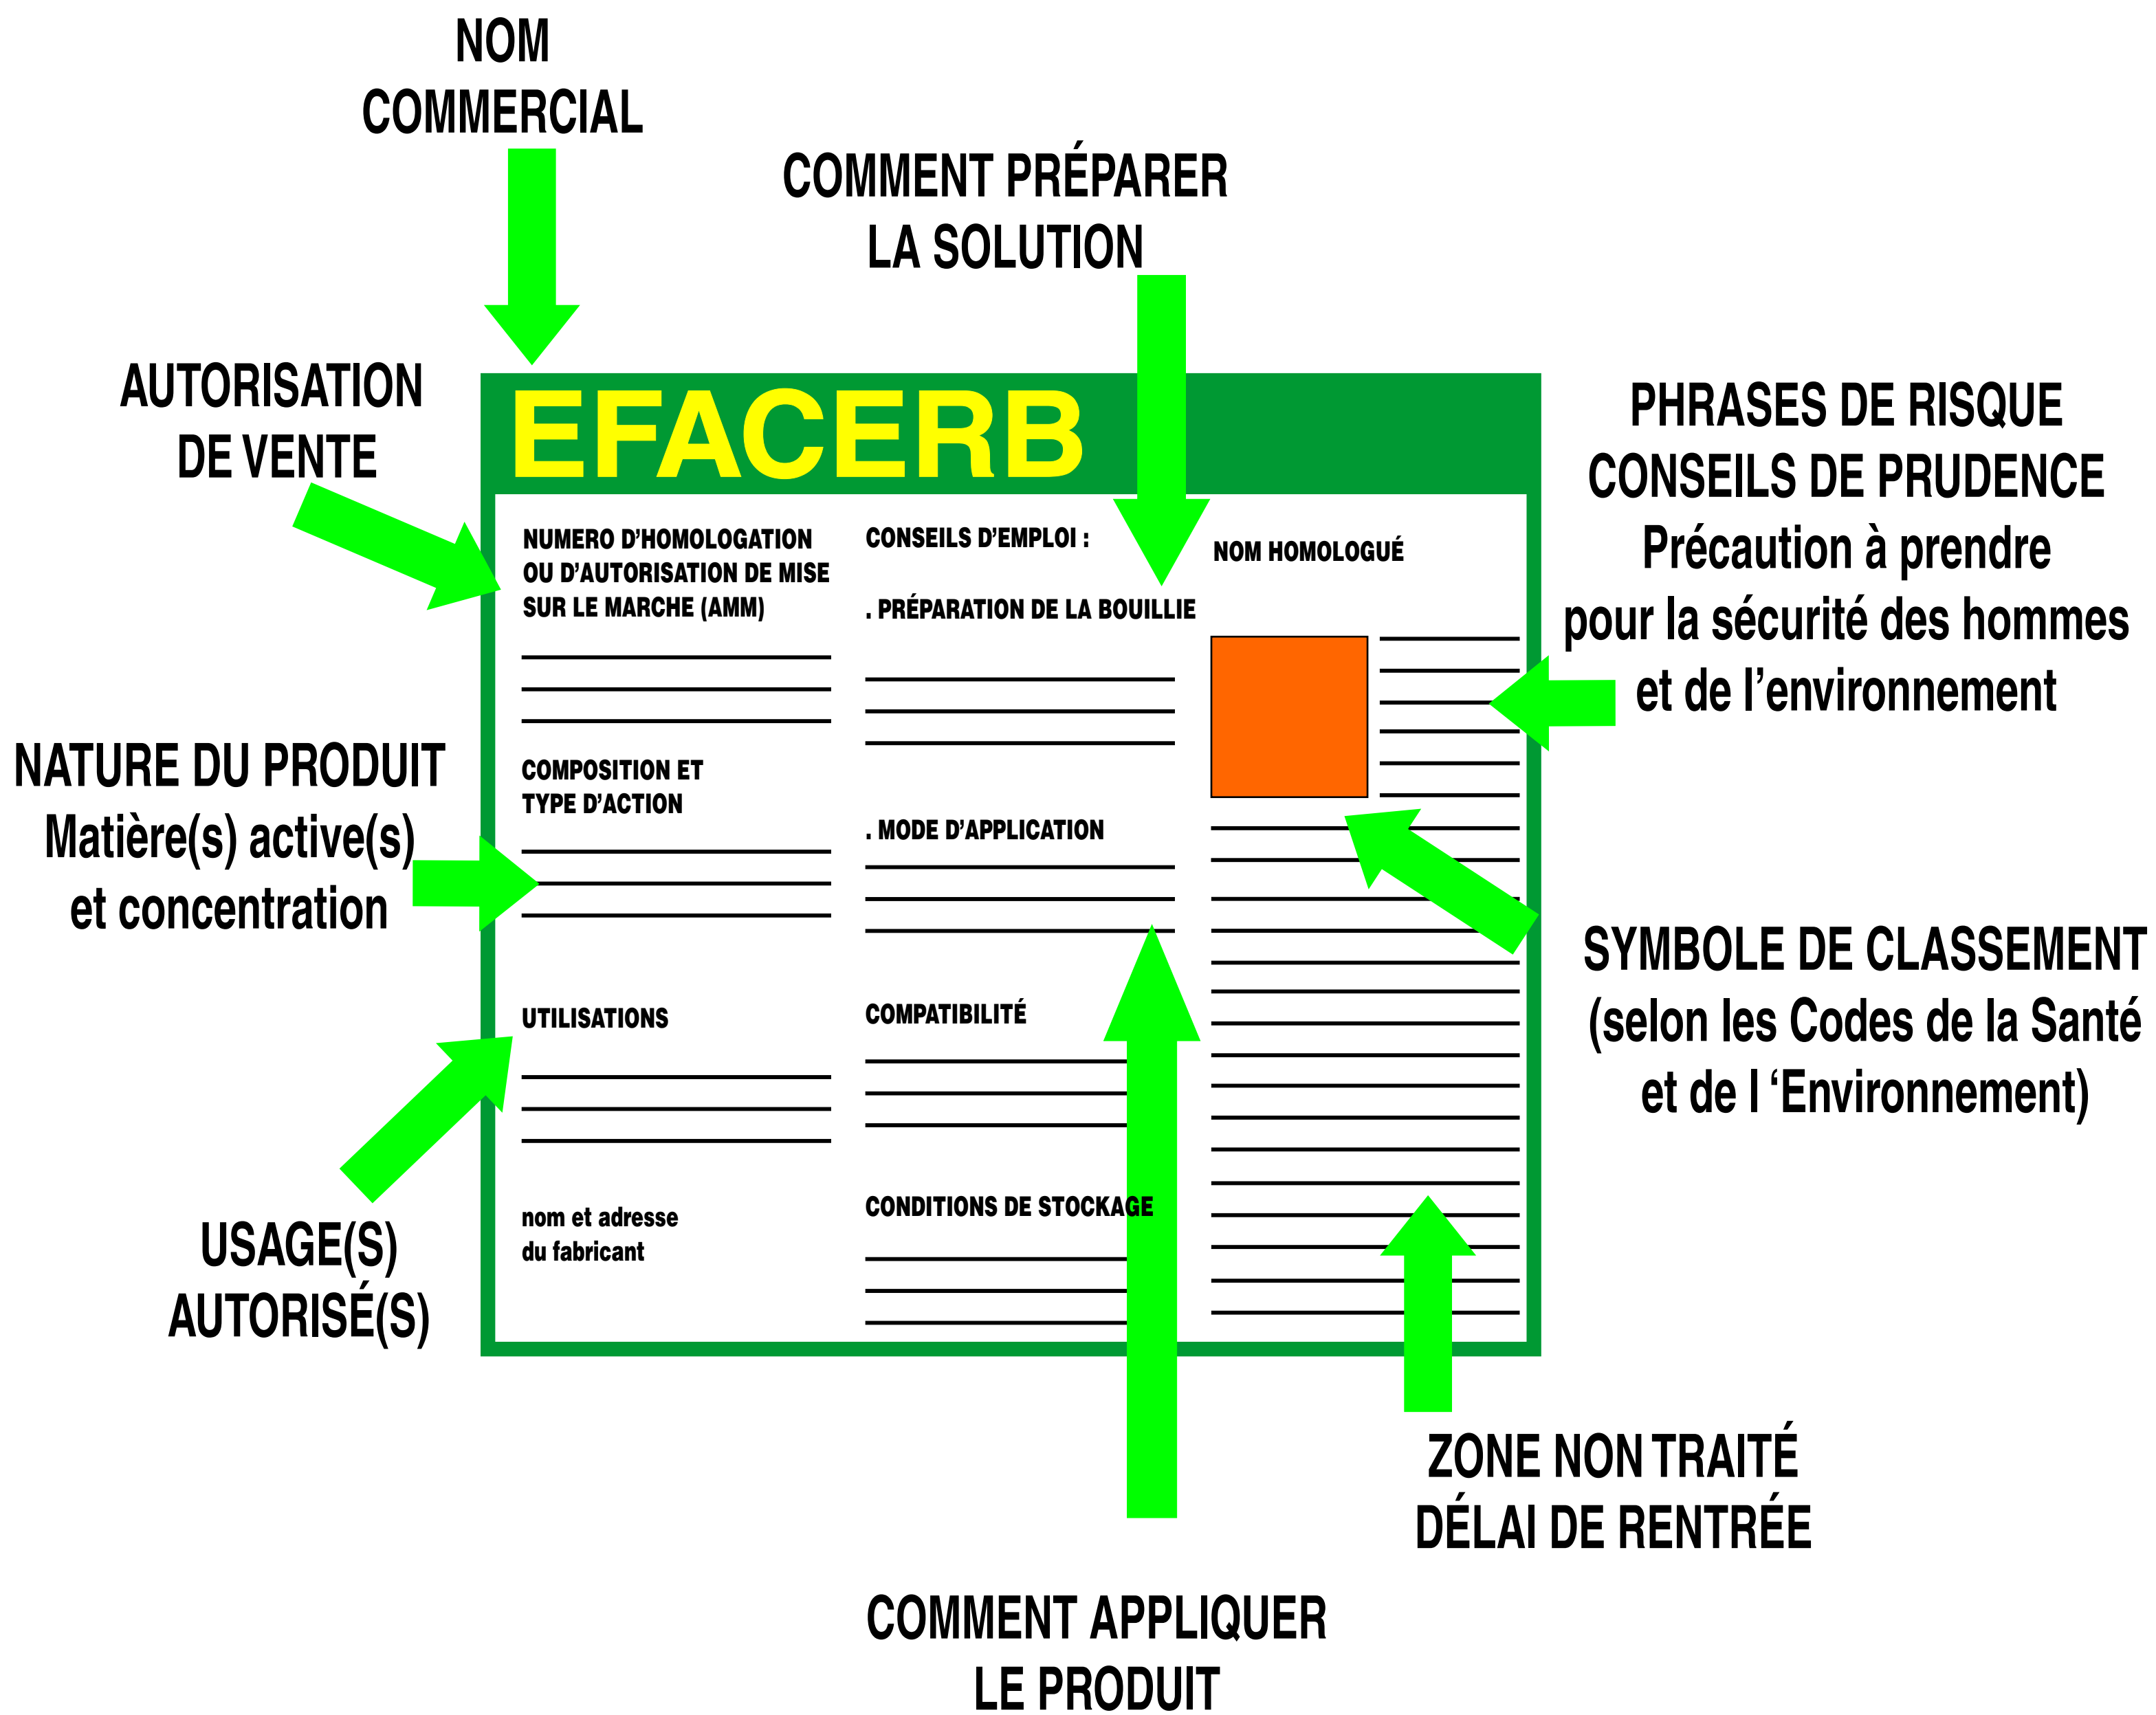 NOM
COMMERCIAL
COMMENT PRÉPARER
LA SOLUTION
AUTORISATION
DE VENTE
NATURE DU PRODUIT
Matière(s) active(s)
et concentration
USAGE(S)
AUTORISÉ(S)
EFACERB
NUMERO D’HOMOLOGATION
OU D’AUTORISATION DE MISE
SUR LE MARCHE (AMM)
COMPOSITION ET
TYPE D’ACTION
UTILISATIONS
nom et adresse
du fabricant
CONSEILS D’EMPLOI :
. PRÉPARATION DE LA BOUILLIE
. MODE D’APPLICATION
COMPATIBILITÉ
CONDITIONS DE STOCKAGE
NOM HOMOLOGUÉ
PHRASES DE RISQUE
CONSEILS DE PRUDENCE
Précaution à prendre
pour la sécurité des hommes
et de l’environnement
SYMBOLE DE CLASSEMENT
(selon les Codes de la Santé
et de l ‘Environnement)
ZONE NON TRAITÉ
DÉLAI DE RENTRÉE
COMMENT APPLIQUER
LE PRODUIT